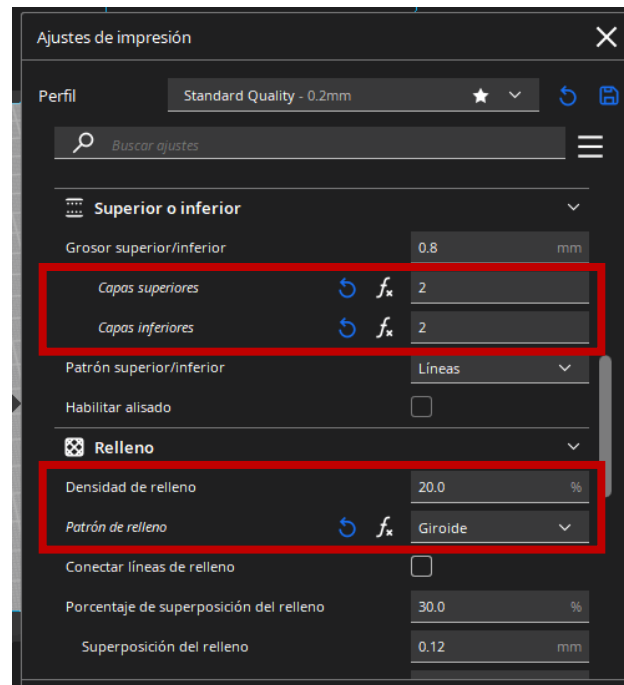 Ajustes de impresión
Perfil Standard Quality - 0.2mm
Buscar ajustes
Superior o inferior
Grosor superior/inferior 0.8 mm
Capas superiores fx 2
Capas inferiores fx 2
Patrón superior/inferior Líneas
Habilitar alisado
Relleno
Densidad de relleno 20.0 %
Patrón de relleno fx Giroide
Conectar líneas de relleno
Porcentaje de superposición del relleno 30.0 %
Superposición del relleno 0.12 mm